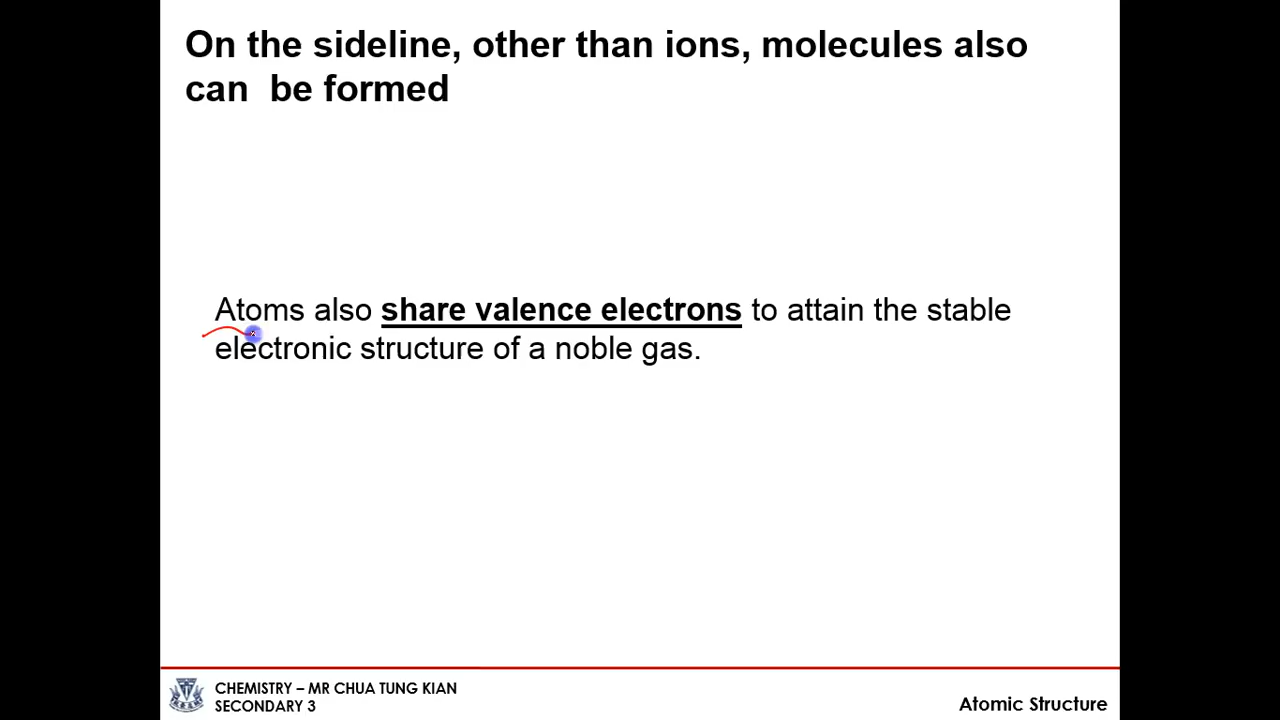 On the sideline, other than ions, molecules also
can be formed
Atoms also share valence electrons to attain the stable
electronic structure of a noble gas.
CHEMISTRY – MR CHUA TUNG KIAN
SECONDARY 3
Atomic Structure